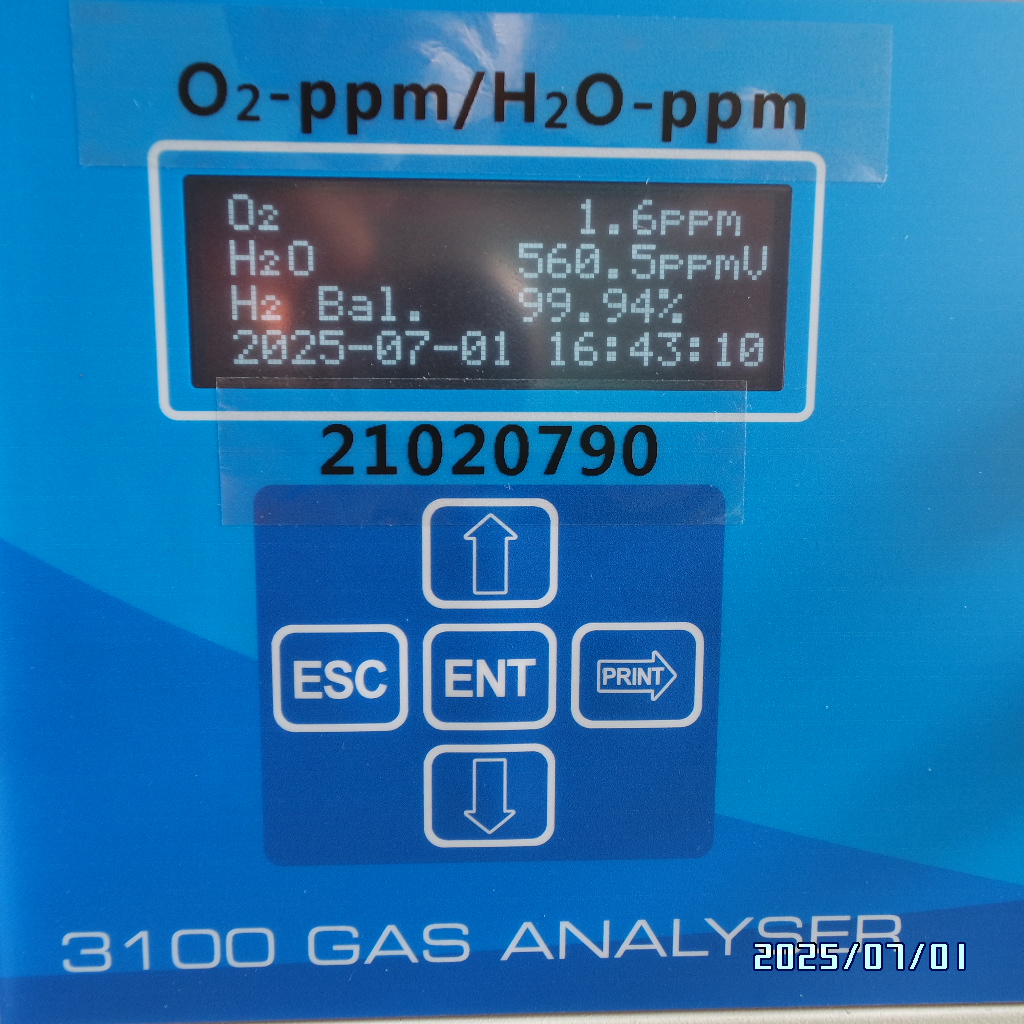 O₂-ppm/H₂O-ppm
O₂ 1.6ppm
H₂O 560.5ppmV
H₂ Bal. 99.94%
2025-07-01 16:43:10
21020790
ESC ENT PRINT
3100 GAS ANALYSER
2025/07/01